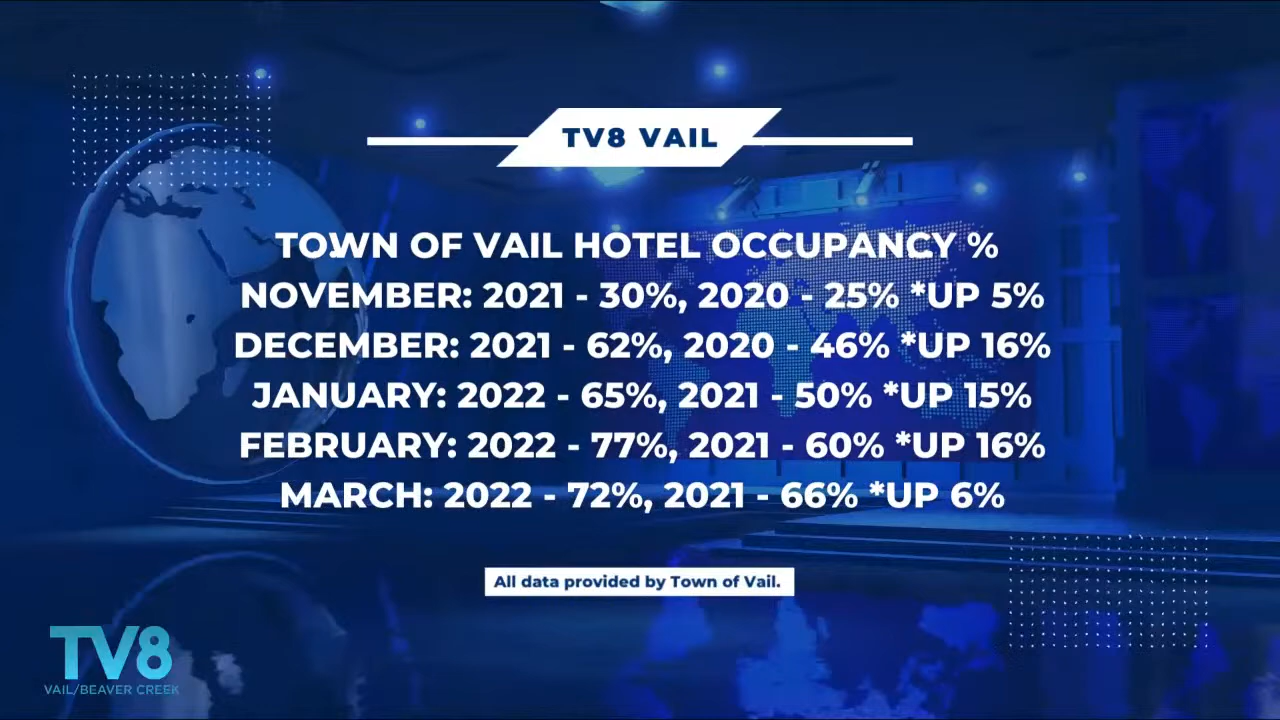 TV8 VAIL
TOWN OF VAIL HOTEL OCCUPANCY %
NOVEMBER: 2021 - 30%, 2020 - 25% *UP 5%
DECEMBER: 2021 - 62%, 2020 - 46% *UP 16%
JANUARY: 2022 - 65%, 2021 - 50% *UP 15%
FEBRUARY: 2022 - 77%, 2021 - 60% *UP 16%
MARCH: 2022 - 72%, 2021 - 66% *UP 6%
All data provided by Town of Vail.
TV8
VAIL/BEAVER CREEK